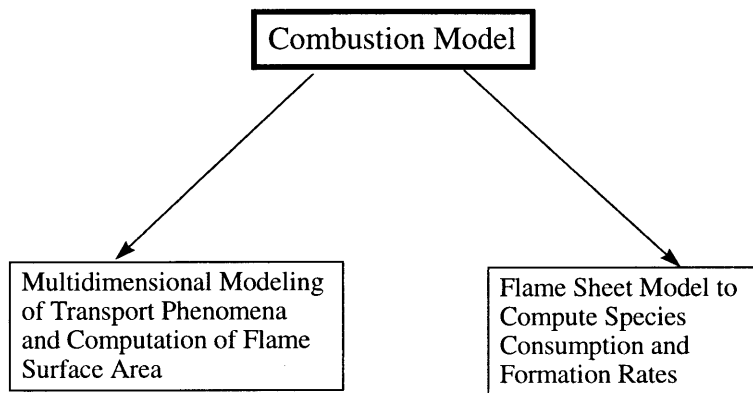 Combustion Model
Multidimensional Modeling
of Transport Phenomena
and Computation of Flame
Surface Area
Flame Sheet Model to
Compute Species
Consumption and
Formation Rates